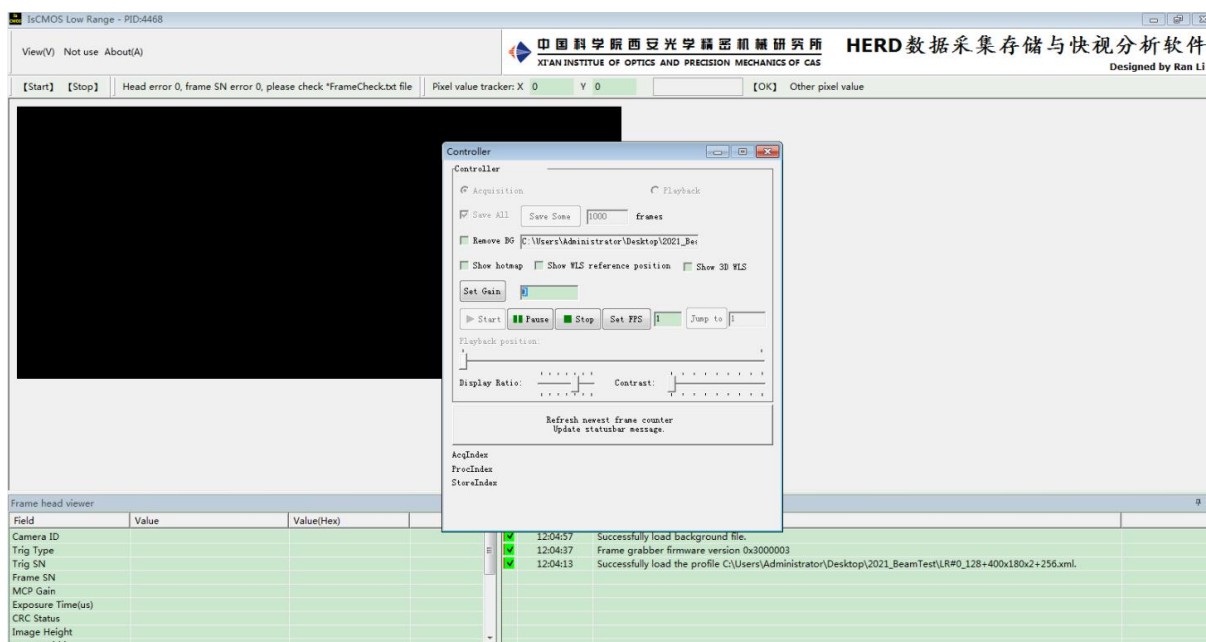 IsCMOS Low Range - PID:4468
View(V) Not use About(A)
中国科学院西安光学精密机械研究所
XI'AN INSTITUE OF OPTICS AND PRECISION MECHANICS OF CAS
HERD数据采集存储与快视分析软件
Designed by Ran Li
【Start】 【Stop】 Head error 0, frame SN error 0, please check *FrameCheck.txt file Pixel value tracker: X 0 Y 0 【OK】 Other pixel value
Controller
Controller
Acquisition Playback
Save All Save Some 1000 frames
Remove BG C:\Users\Administrator\Desktop\2021_Be
Show hotmap Show WLS reference position Show 3D WLS
Set Gain
Start Pause Stop Set FPS 1 Jump to 1
Playback position:
Display Ratio: Contrast:
Refresh newest frame counter
Update statusbar message.
AcqIndex
ProcIndex
StoreIndex
Frame head viewer
Field Value Value(Hex)
Camera ID
Trig Type
Trig SN
Frame SN
MCP Gain
Exposure Time(us)
CRC Status
Image Height
12:04:57 Successfully load background file.
12:04:37 Frame grabber firmware version 0x3000003
12:04:13 Successfully load the profile C:\Users\Administrator\Desktop\2021_BeamTest\LR#0_128+400x180x2+256.xml.